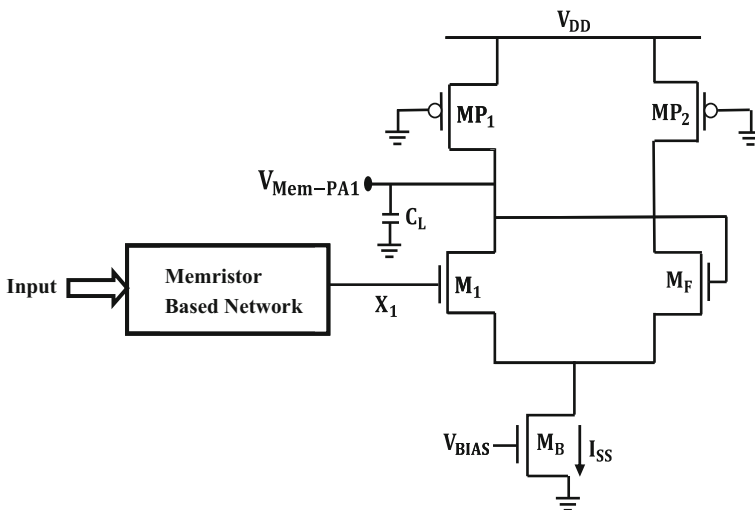 V_DD
MP_1
MP_2
V_Mem-PA1
C_L
Input
Memristor
Based Network
X_1
M_1
M_F
V_BIAS
M_B
I_SS